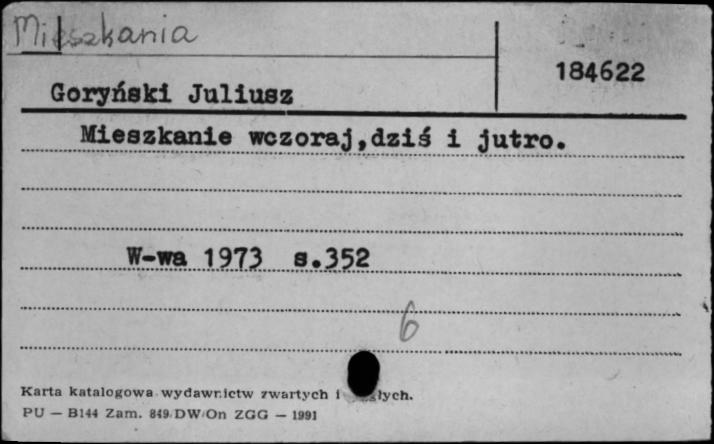 Mieszkania
184622
Goryński Juliusz
Mieszkanie wczoraj,dziś i jutro.
W-wa 1973 s.352
6
Karta katalogowa wydawnictw zwartych i
PU — B144 Zam. 849 DW On ZGG — 1991